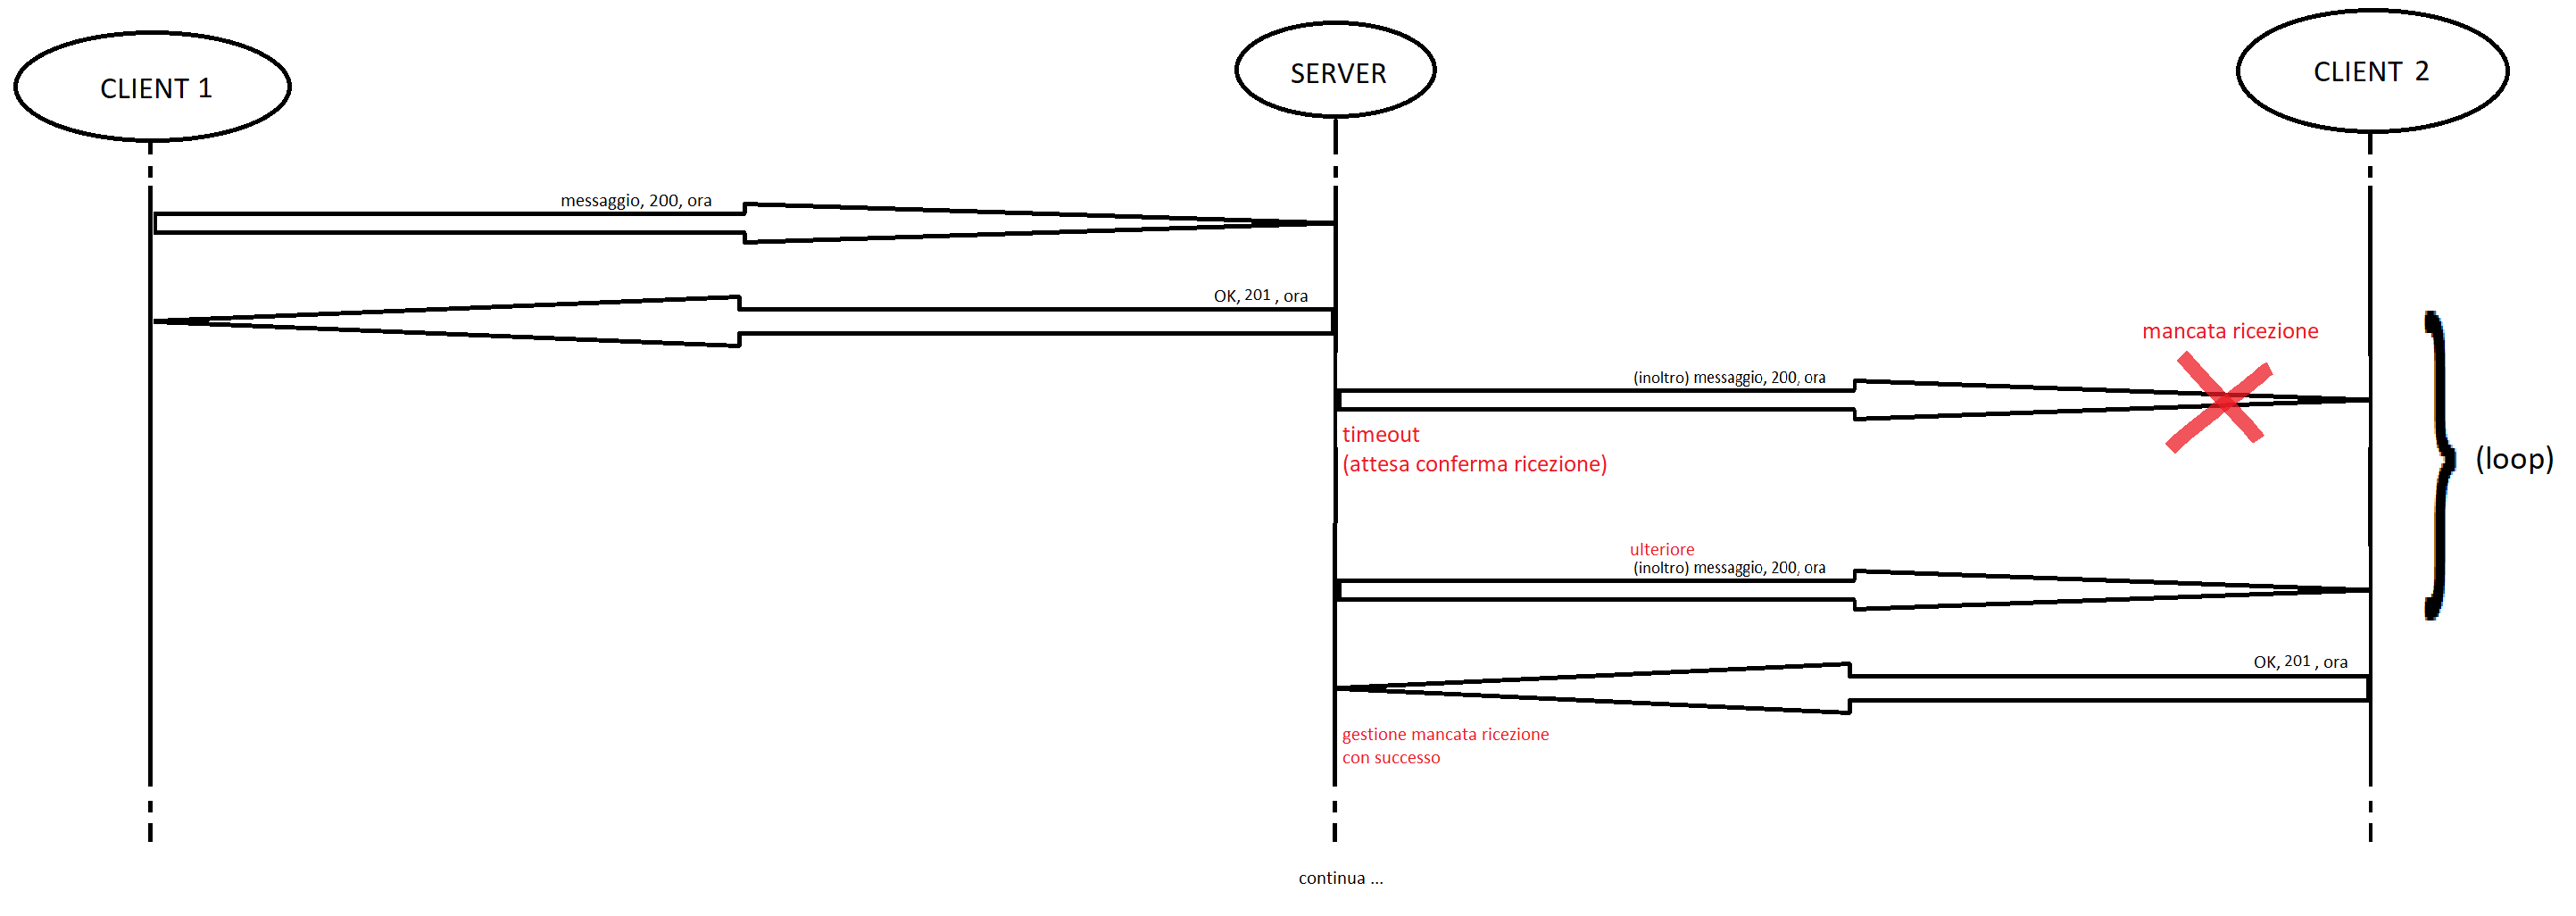 CLIENT 1
SERVER
CLIENT 2
messaggio, 200, ora
OK, 201 , ora
mancata ricezione
(inoltro) messaggio, 200, ora
timeout
(attesa conferma ricezione)
(loop)
ulteriore
(inoltro) messaggio, 200, ora
OK, 201 , ora
gestione mancata ricezione
con successo
continua ...